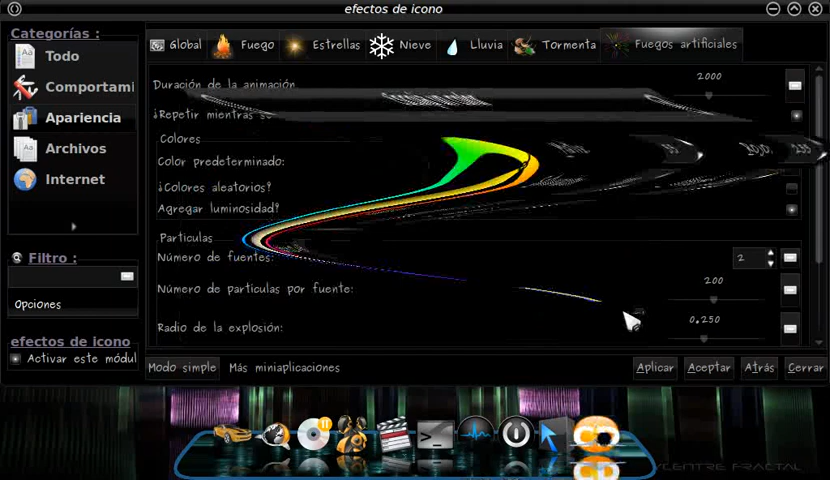 efectos de icono
Categorías :
Todo
Comportami
Apariencia
Archivos
Internet
Filtro :
Opciones
efectos de icono
Activar este módul
Global
Fuego
Estrellas
Nieve
Lluvia
Tormenta
Fuegos artificiales
Duración de la animación
2000
¿Repetir mientras s
Colores
Color predeterminado:
¿Colores aleatorios?
Agregar luminosidad?
Partículas
Número de fuentes:
2
Número de partículas por fuente:
200
Radio de la explosión:
0.250
Modo simple
Más miniaplicaciones
Aplicar
Aceptar
Atrás
Cerrar
CENTRE FRACTAL